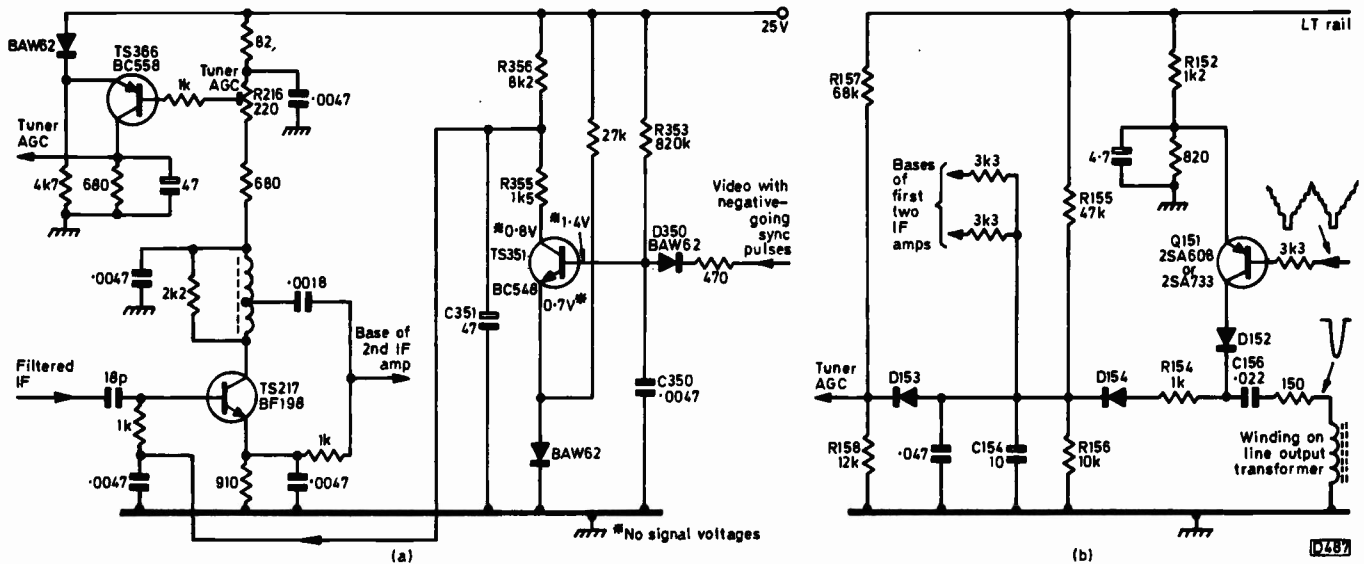 BAW62
TS366
BC558
Tuner
AGC
1k
82
R216
220
·0047
Tuner
AGC
4k7
680
47
680
·0047
2k2
·0018
Base of
2nd IF
amp
Filtered
IF
18p
TS217
BF198
1k
·0047
910
1k
·0047
25V
R356
8k2
27k
R353
820k
R355
1k5
*0·8V
*1·4V
TS351
BC548
0·7V*
D350
BAW62
470
Video with
negative-
going
sync
pulses
C351
47
C350
·0047
BAW62
*No signal voltages
(a)
LT rail
R157
68k
R152
1k2
4·7
820
Bases
of
first
two
IF
amps
3k3
3k3
R155
47k
Q151
2SA608
or
2SA733
3k3
D152
Tuner
AGC
D153
D154
R154
1k
C156
·022
150
R158
12k
·047
C154
10
R156
10k
Winding on
line output
transformer
(b)
D487